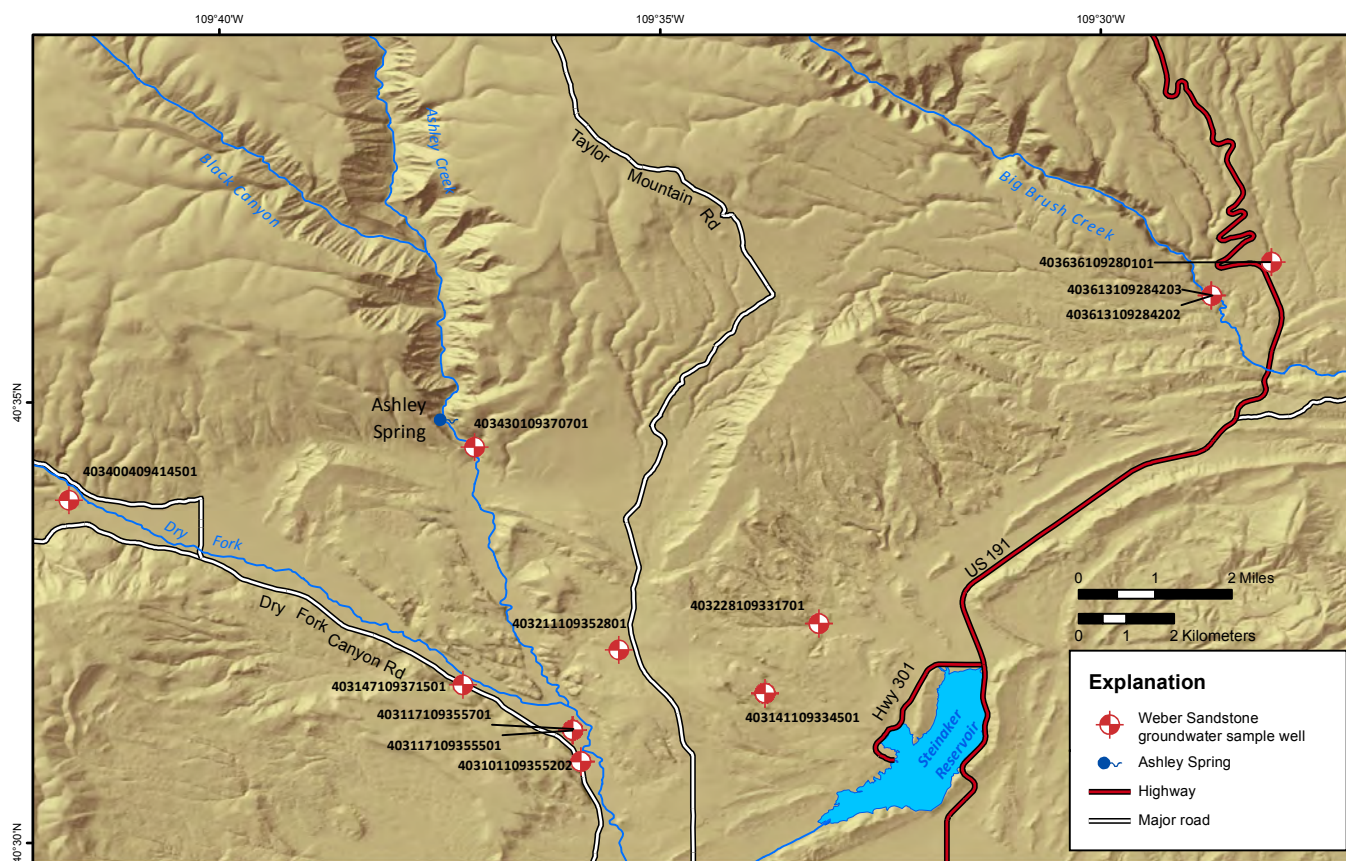 109°40'W
109°35'W
109°30'W
Ashley Creek
Black Canyon
Taylor Mountain Rd
Big Brush Creek
403636109280101
403613109284203
403613109284202
40°35'N
Ashley
Spring
403430109370701
403400409414501
Dry Fork
Dry Fork Canyon Rd
US 191
0 1 2 Miles
0 1 2 Kilometers
403228109331701
403211109352801
403147109371501
403141109334501
Hwy 301
Steinaker
Reservoir
403117109355701
403117109355501
403101109355202
40°30'N
Explanation
Weber Sandstone
groundwater sample well
Ashley Spring
Highway
Major road